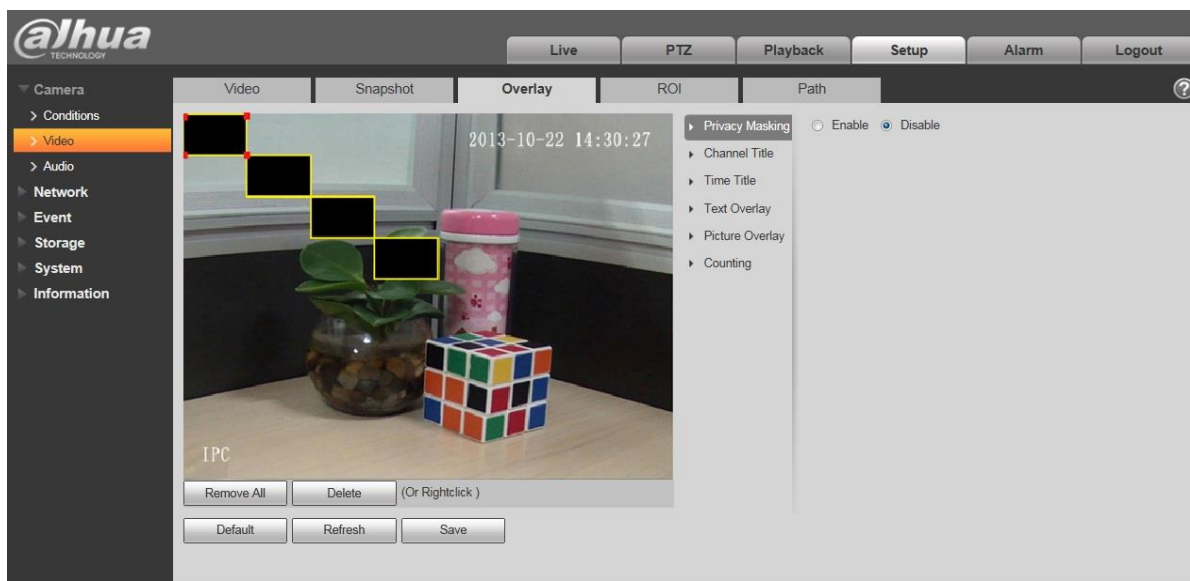 alhua
TECHNOLOGY
Live
PTZ
Playback
Setup
Alarm
Logout
Camera
Conditions
Video
Audio
Network
Event
Storage
System
Information
Video
Snapshot
Overlay
ROI
Path
?
2013-10-22 14:30:27
IPC
Privacy Masking
Enable
Disable
Channel Title
Time Title
Text Overlay
Picture Overlay
Counting
Remove All
Delete
(Or Rightclick )
Default
Refresh
Save